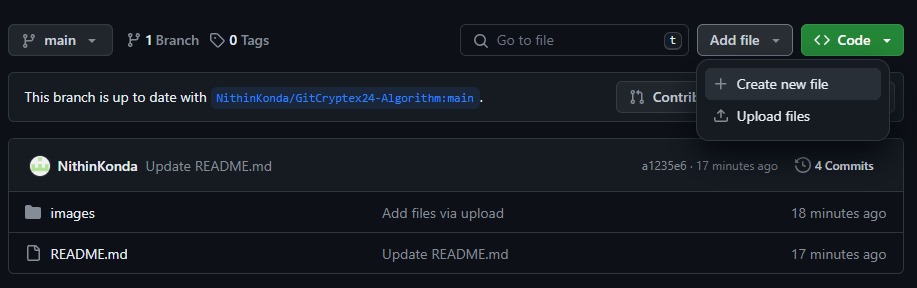 main
1 Branch
0 Tags
Go to file
t
Add file
Code
Create new file
Upload files
This branch is up to date with NithinKonda/GitCryptex24-Algorithm:main .
NithinKonda Update README.md
a1235e6 · 17 minutes ago
4 Commits
images Add files via upload 18 minutes ago
README.md Update README.md 17 minutes ago